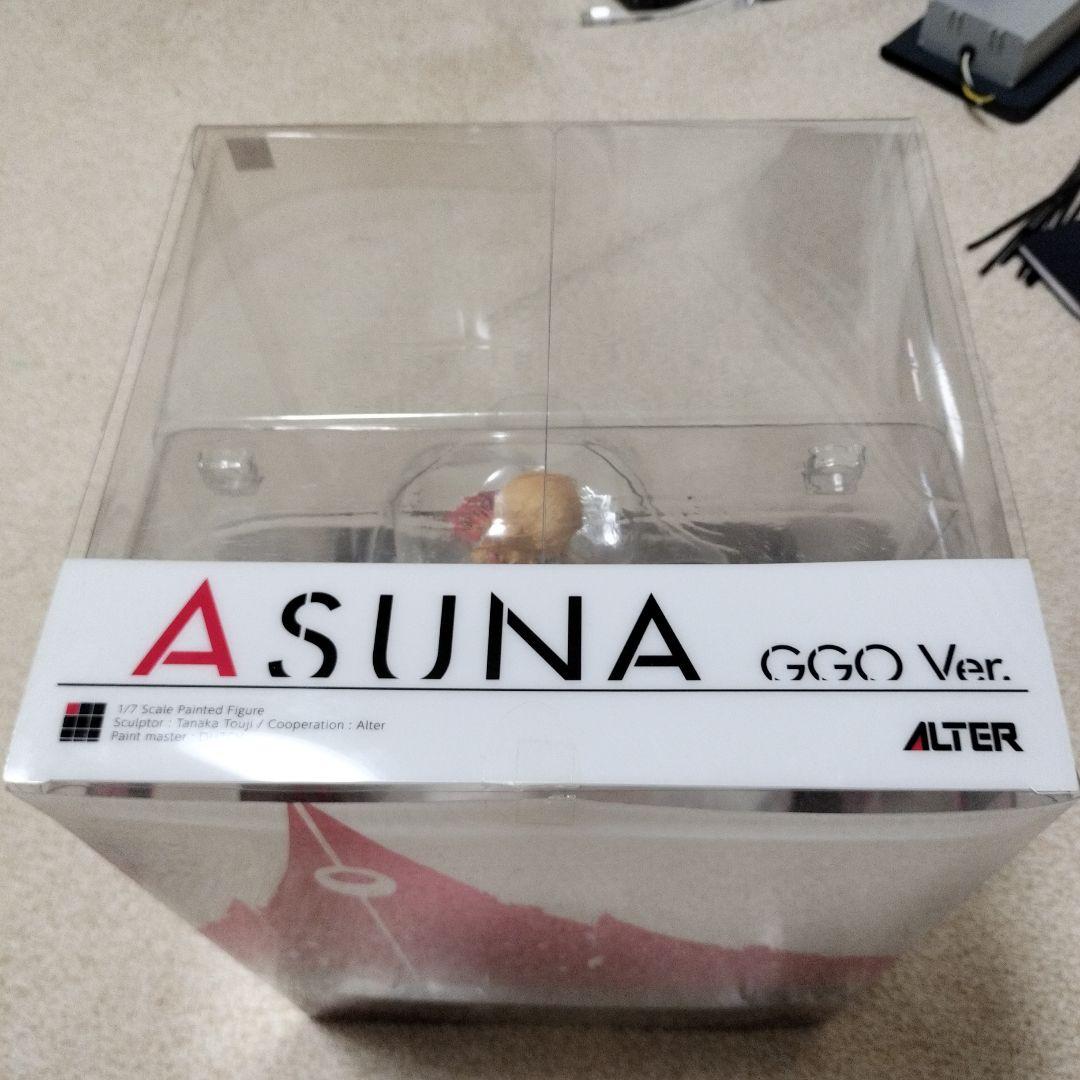 ASUNA GGO Ver.
1/7 Scale Painted Figure
Sculptor : Tanaka Touji / Cooperation : Alter
Paint master :
ALTER